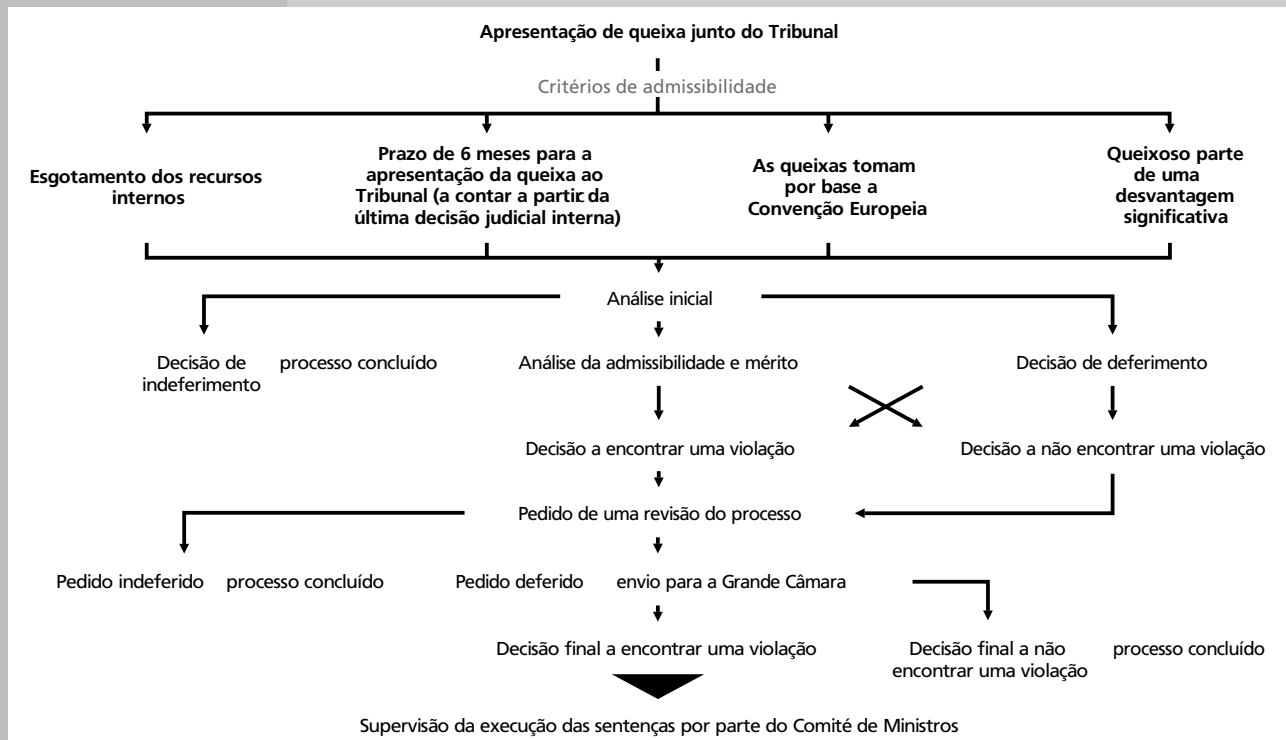 Apresentação de queixa junto do Tribunal
Critérios de admissibilidade
Esgotamento dos recursos
internos
Prazo de 6 meses para a
apresentação da queixa ao
Tribunal (a contar a partir da
última decisão judicial interna)
As queixas tomam
por base a
Convenção Europeia
Queixoso parte
de uma
desvantagem
significativa
Análise inicial
Decisão de
indeferimento
processo concluído
Análise da admissibilidade e mérito
Decisão de deferimento
Decisão a encontrar uma violação
Decisão a não encontrar uma violação
Pedido de uma revisão do processo
Pedido indeferido
processo concluído
Pedido deferido
envio para a Grande Câmara
Decisão final a encontrar uma violação
Decisão final a não
encontrar uma violação
processo concluído
Supervisão da execução das sentenças por parte do Comité de Ministros